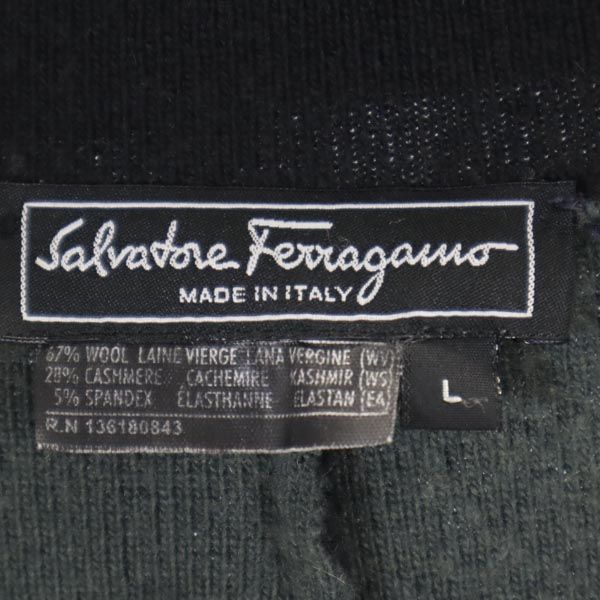 Salvatore Ferragamo
MADE IN ITALY
67% WOOL LAINE VIERGE LANA VERGINE (WV)
28% CASHMERE CACHEMIRE KASHMIR (WS)
5% SPANDEX ÉLASTHANNE ELASTAN (EA)
R.N 136180843
L